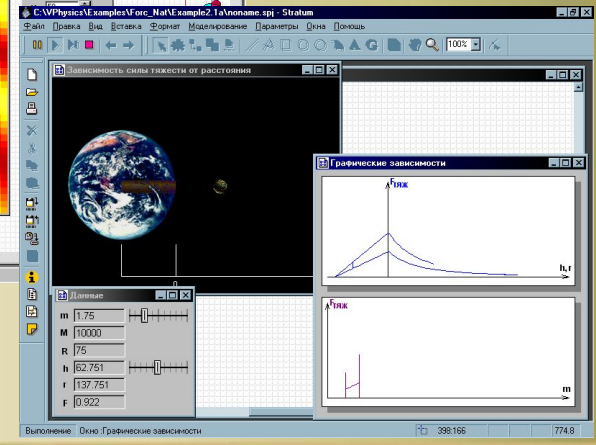 C:\VPhysics\Examples\Forc_Nat\Example2.1a\noname.spj - Stratum
Файл Правка Вид Вставка Формат Моделирование Параметры Окна Помощь
100%
Зависимость силы тяжести от расстояния
0
Графические зависимости
Fтяж
h, r
Fтяж
m
Данные
m 1.75
M 10000
R 75
h 62.751
r 137.751
F 0.922
Выполнение Окно :Графические зависимости 398:166 774.8